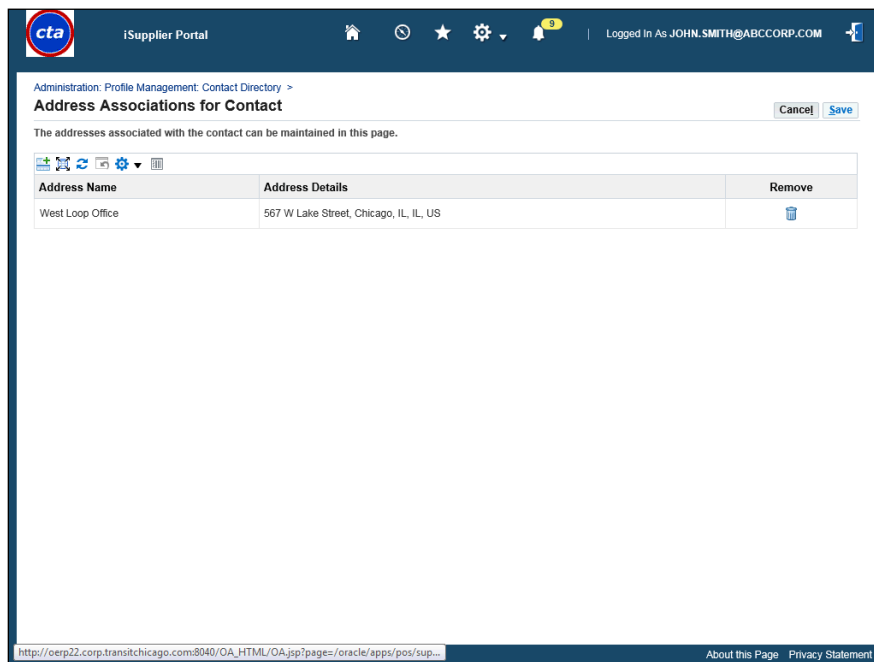 cta
iSupplier Portal
9
| Logged In As JOHN.SMITH@ABCCORP.COM
Administration: Profile Management: Contact Directory >
Address Associations for Contact
Cancel Save
The addresses associated with the contact can be maintained in this page.
Address Name Address Details Remove
West Loop Office 567 W Lake Street, Chicago, IL, IL, US
http://oerp22.corp.transitchicago.com:8040/OA_HTML/OA.jsp?page=/oracle/apps/pos/sup...
About this Page Privacy Statement